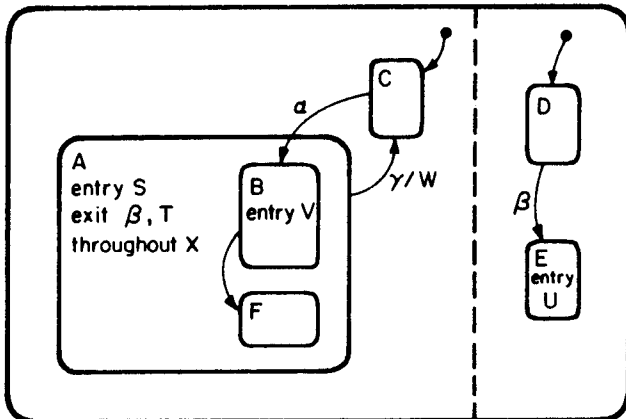 C
α
D
A
entry S
exit β, T
throughout X
B
entry V
γ/W
β
E
entry
U
F